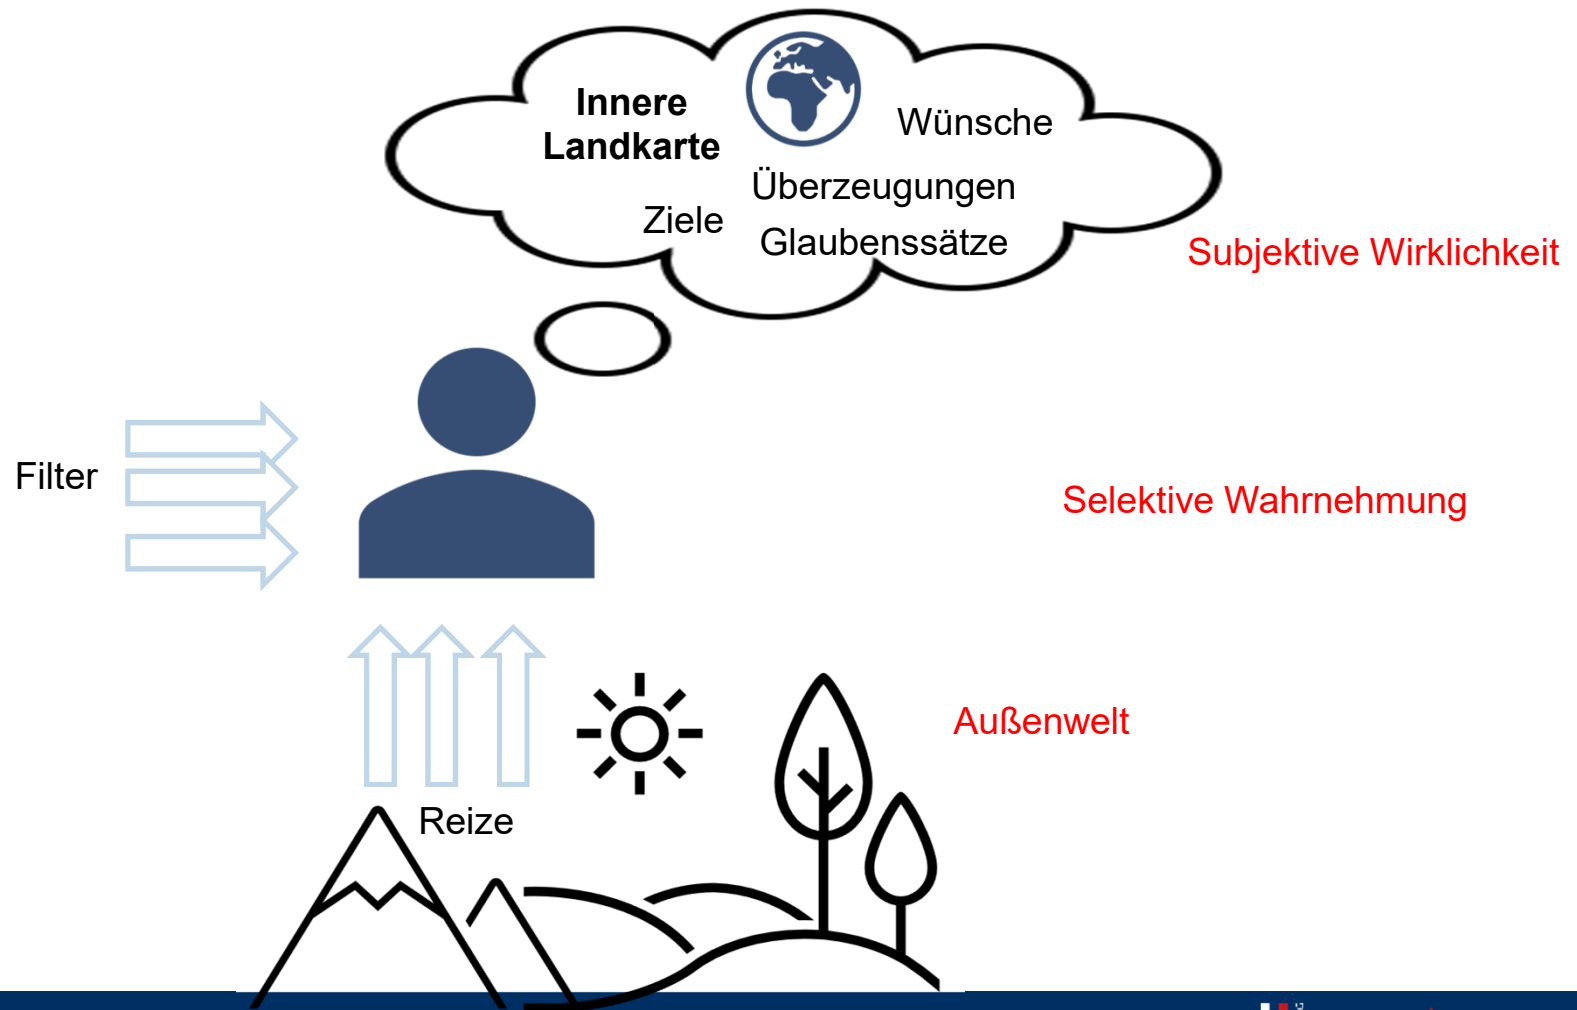 Innere
Landkarte
Wünsche
Überzeugungen
Ziele
Glaubenssätze
Subjektive Wirklichkeit
Filter
Selektive Wahrnehmung
Außenwelt
Reize